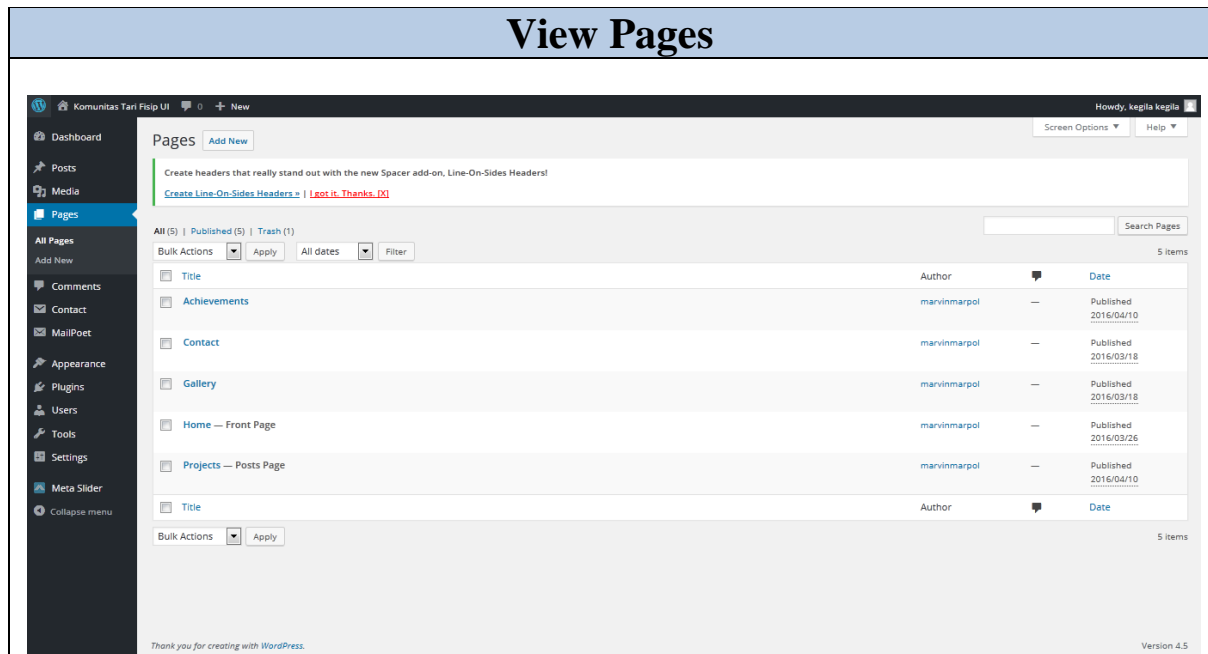 View Pages
Komunitas Tari Fisip UI 0 + New Howdy, kegila kegila
Screen Options Help
Dashboard
Posts
Media
Pages
All Pages
Add New
Comments
Contact
MailPoet
Appearance
Plugins
Users
Tools
Settings
Meta Slider
Collapse menu
Pages Add New
Create headers that really stand out with the new Spacer add-on, Line-On-Sides Headers!
Create Line-On-Sides Headers » | I got it. Thanks. [X]
All (5) | Published (5) | Trash (1)
Search Pages
Bulk Actions Apply All dates Filter 5 items
Title Author Date
Achievements marvinmarpol — Published
2016/04/10
Contact marvinmarpol — Published
2016/03/18
Gallery marvinmarpol — Published
2016/03/18
Home — Front Page marvinmarpol — Published
2016/03/26
Projects — Posts Page marvinmarpol — Published
2016/04/10
Title Author Date
Bulk Actions Apply 5 items
Thank you for creating with WordPress. Version 4.5